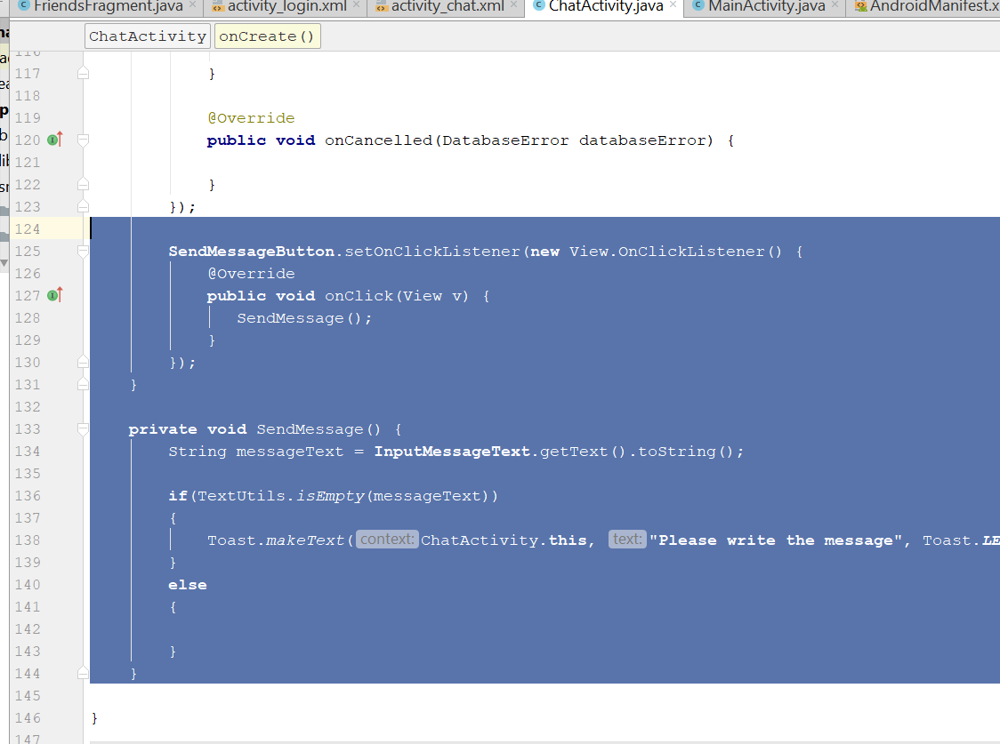 FriendsFragment.java activity_login.xml activity_chat.xml ChatActivity.java MainActivity.java AndroidManifest.x
ChatActivity onCreate()
116
117 }
118
119 @Override
120 public void onCancelled(DatabaseError databaseError) {
121
122 }
123 });
124
125 SendMessageButton.setOnClickListener(new View.OnClickListener() {
126 @Override
127 public void onClick(View v) {
128 SendMessage();
129 }
130 });
131 }
132
133 private void SendMessage() {
134 String messageText = InputMessageText.getText().toString();
135
136 if(TextUtils.isEmpty(messageText))
137 {
138 Toast.makeText( context: ChatActivity.this, text: "Please write the message", Toast.LE
139 }
140 else
141 {
142
143 }
144 }
145
146 }
147